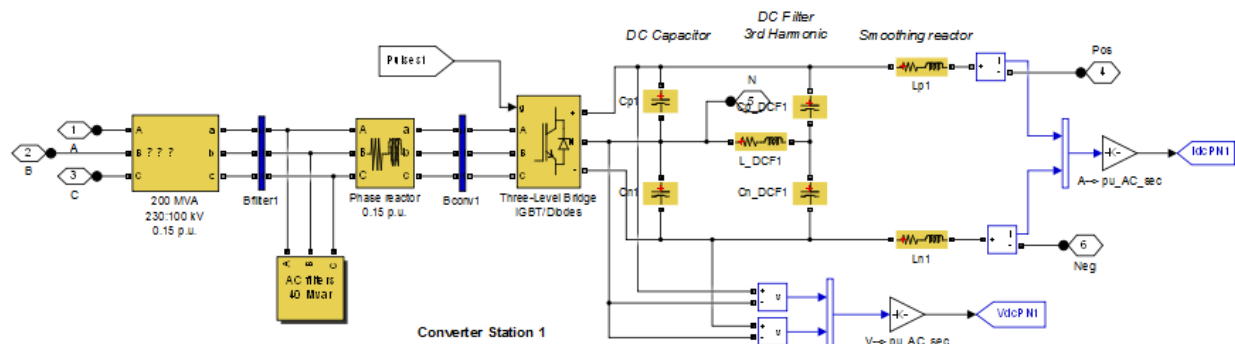 DC Filter
DC Capacitor 3rd Harmonic Smoothing reactor
Pos
4
Pulses1
N
5
Lp1
Cp1
Cp_DCF1
g
1
A
A a
A a
A
+
2
B
B ? ? ? b
B b
B
N
L_DCF1
IdcPN1
-K-
A--> pu_AC_sec
3
C
C c
C c
C
-
Cn1
Cn_DCF1
200 MVA
230:100 kV
0.15 p.u.
Bfilter1
Phase reactor
0.15 p.u.
Bconv1
Three-Level Bridge
IGBT/Diodes
Ln1
6
Neg
A B C
AC filters
40 Mvar
Converter Station 1
+ v -
+ v -
-K-
V--> pu_AC_sec
VdcPN1